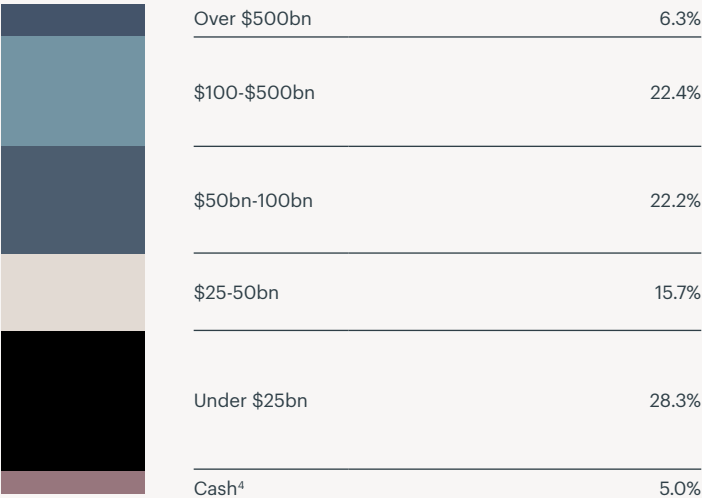 Over $500bn 6.3%
$100-$500bn 22.4%
$50bn-100bn 22.2%
$25-50bn 15.7%
Under $25bn 28.3%
Cash⁴ 5.0%